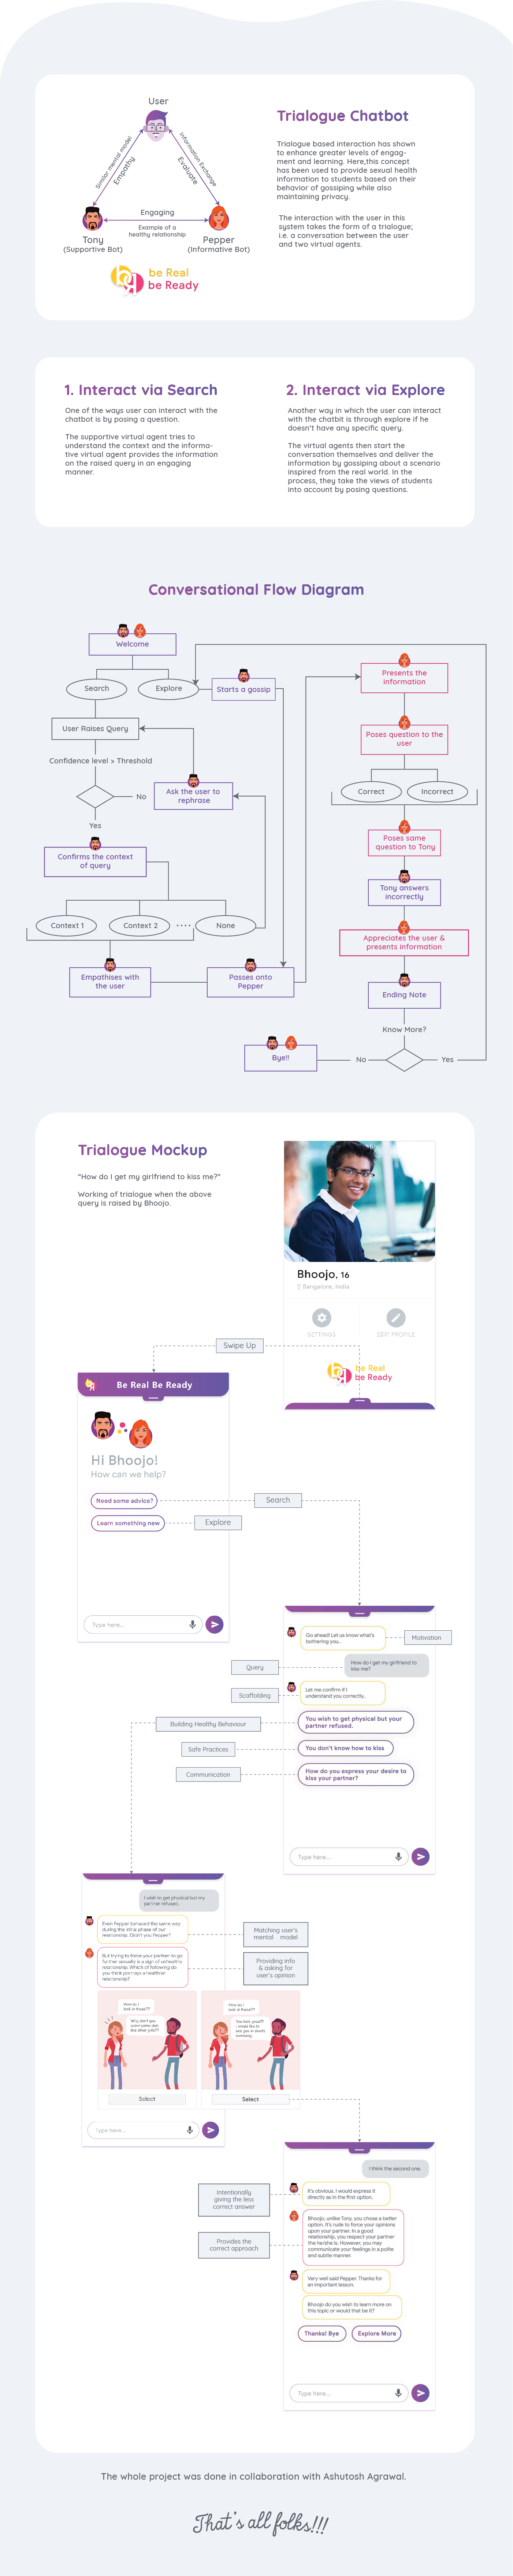 User
Similar mental model
Empathy
Information Exchange
Evaluate
Engaging
Example of a
healthy relationship
Tony
(Supportive Bot)
Pepper
(Informative Bot)
be Real
be Ready
Trialogue Chatbot
Trialogue based interaction has shown
to enhance greater levels of engag-
ment and learning. Here,this concept
has been used to provide sexual health
information to students based on their
behavior of gossiping while also
maintaining privacy.
The interaction with the user in this
system takes the form of a trialogue;
i.e. a conversation between the user
and two virtual agents.
1. Interact via Search
One of the ways user can interact with the
chatbot is by posing a question.
The supportive virtual agent tries to
understand the context and the informa-
tive virtual agent provides the information
on the raised query in an engaging
manner.
2. Interact via Explore
Another way in which the user can interact
with the chatbit is through explore if he
doesn't have any specific query.
The virtual agents then start the
conversation themselves and deliver the
information by gossiping about a scenario
inspired from the real world. In the
process, they take the views of students
into account by posing questions.
Conversational Flow Diagram
Welcome
Search
Explore
Starts a gossip
User Raises Query
Confidence level > Threshold
No
Ask the user to
rephrase
Yes
Confirms the context
of query
Context 1
Context 2
....
None
Empathises with
the user
Passes onto
Pepper
Presents the
information
Poses question to the
user
Correct
Incorrect
Poses same
question to Tony
Tony answers
incorrectly
Appreciates the user &
presents information
Ending Note
Know More?
No
Yes
Bye!!
Trialogue Mockup
"How do I get my girlfriend to kiss me?"
Working of trialogue when the above
query is raised by Bhoojo.
Bhoojo, 16
Bangalore, India
SETTINGS
EDIT PROFILE
be Real
be Ready
Swipe Up
Be Real Be Ready
Hi Bhoojo!
How can we help?
Need some advice?
Learn something new
Search
Explore
Type here...
Go ahead! Let us know what's
bothering you..
Motivation
How do I get my girlfriend to
kiss me?
Query
Let me confirm if I
understand you correctly..
Scaffolding
You wish to get physical but your
partner refused.
Building Healthy Behaviour
You don't know how to kiss
Safe Practices
How do you express your desire to
kiss your partner?
Communication
Type here...
I wish to get physical but my
partner refused.
Even Pepper behaved the same way
during the initial phase of our
relationship. Didn't you Pepper?
Matching user's
mental model
But trying to force your partner to go
further sexually is a sign of unhealthy
relationship. Which of following do
you think portrays a healthier
relationship?
Providing info
& asking for
user's opinion
How do I
look in these??
Why don't you
Select
How do I
look in these??
You look great!!!
Select
Type here...
I think the second one.
It's obvious. I would express it
directly as in the first option.
Intentionally
giving the less
correct answer
Bhoojo, unlike Tony, you chose a better
option. It's rude to force your opinions
upon your partner. In a good
relationship, you respect your partner
the he/she is. However, you may
communicate your feelings in a polite
and subtle manner.
Provides the
correct approach
Very well said Pepper. Thanks for
an important lesson.
Bhoojo do you wish to learn more on
this topic or would that be it?
Thanks! Bye
Explore More
Type here...
The whole project was done in collaboration with Ashutosh Agrawal.
That's all folks!!!